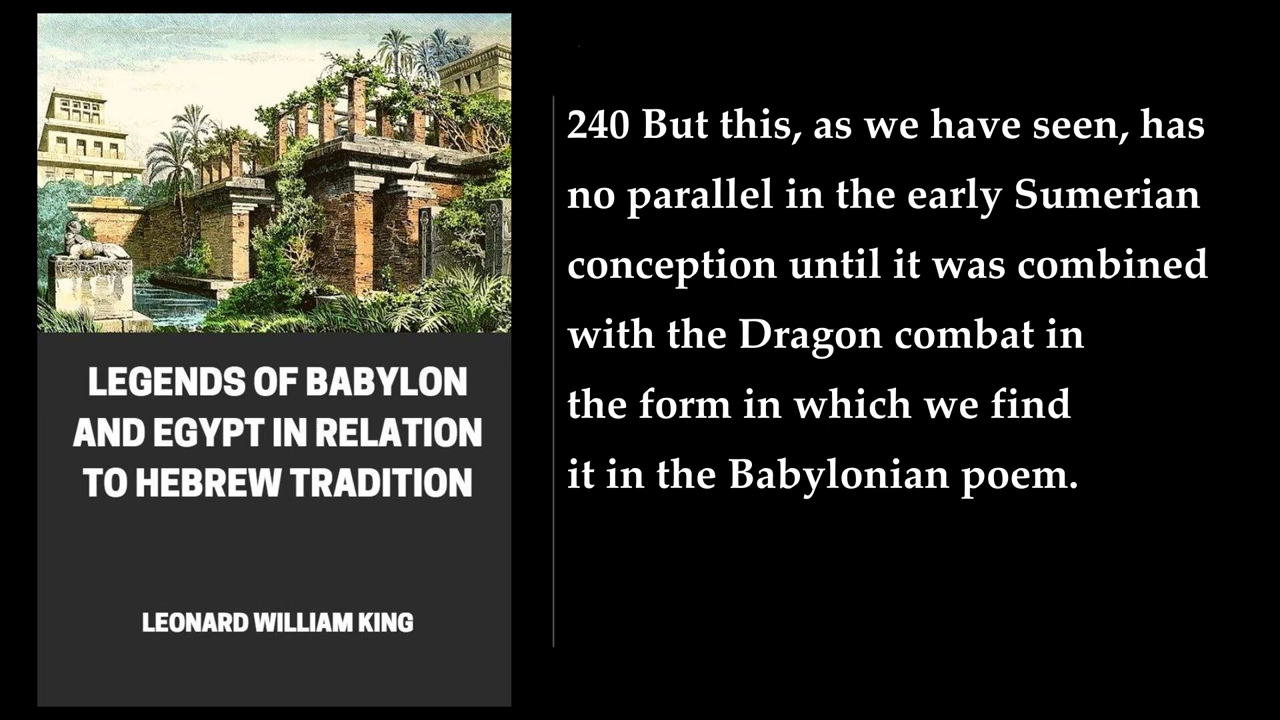 LEGENDS OF BABYLON
AND EGYPT IN RELATION
TO HEBREW TRADITION
LEONARD WILLIAM KING
240 But this, as we have seen, has
no parallel in the early Sumerian
conception until it was combined
with the Dragon combat in
the form in which we find
it in the Babylonian poem.